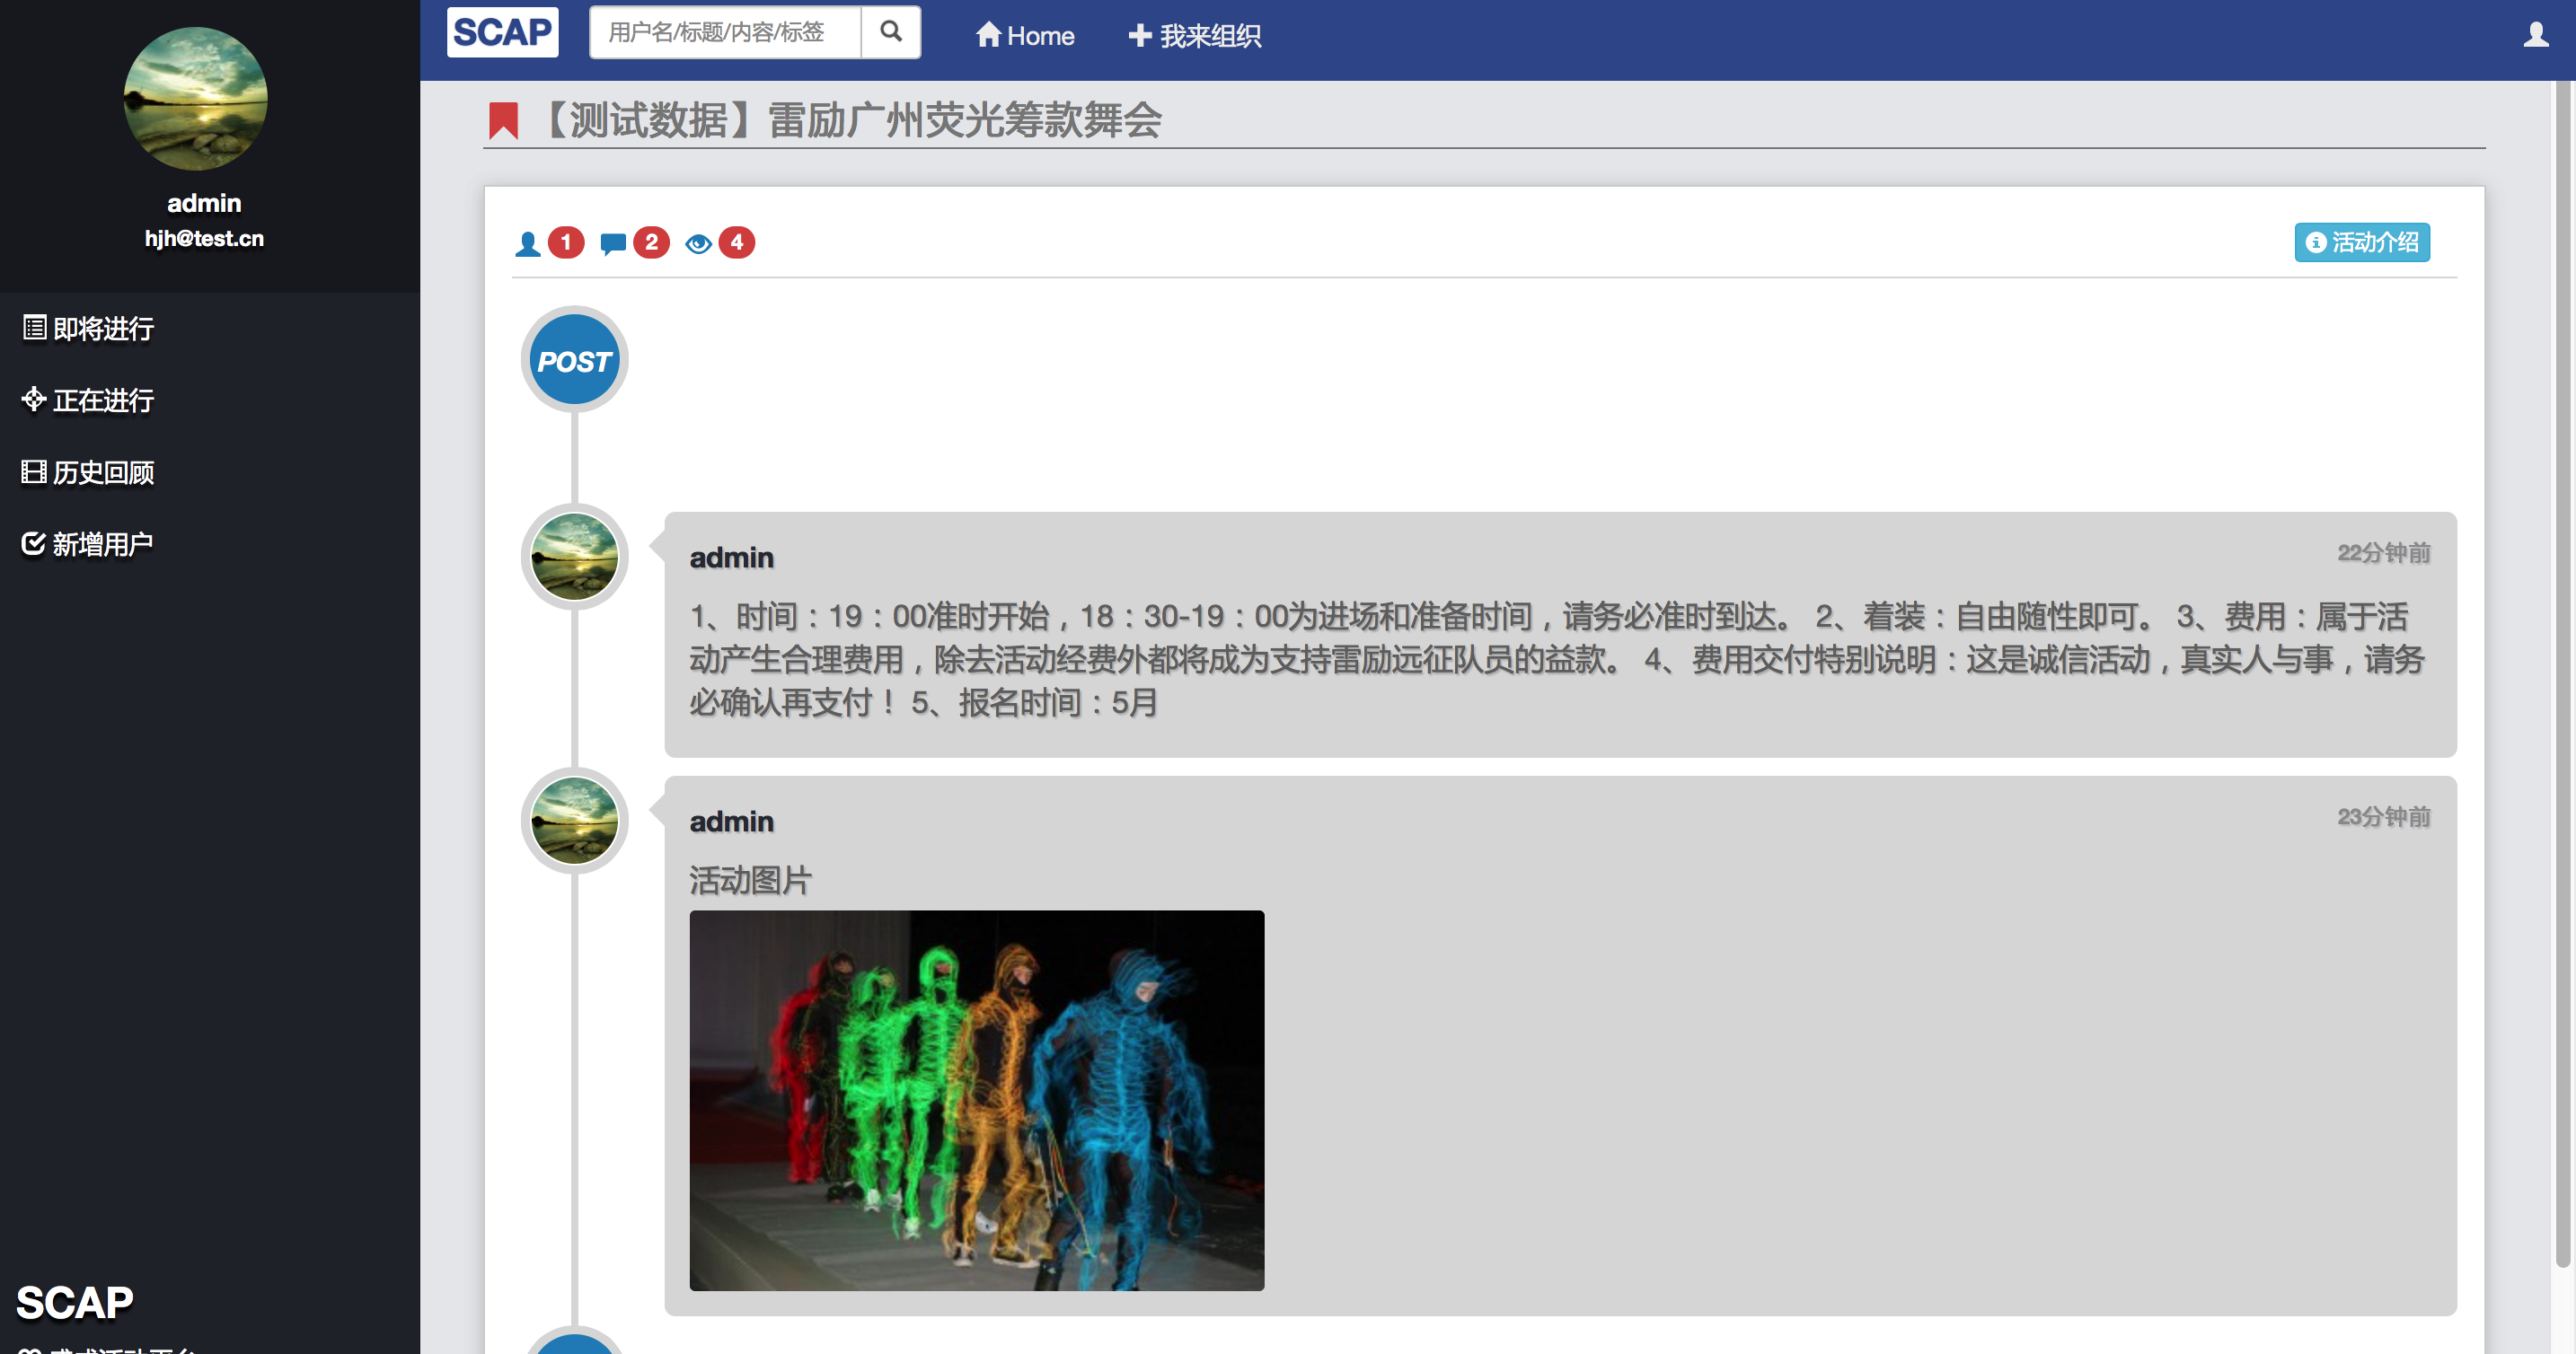 admin
hjh@test.cn
即将进行
正在进行
历史回顾
新增用户
SCAP
SCAP
用户名/标题/内容/标签
Home
我来组织
【测试数据】雷励广州荧光筹款舞会
1 2 4
活动介绍
POST
admin
22分钟前
1、时间：19：00准时开始，18：30-19：00为进场和准备时间，请务必准时到达。 2、着装：自由随性即可。 3、费用：属于活
动产生合理费用，除去活动经费外都将成为支持雷励远征队员的益款。 4、费用交付特别说明：这是诚信活动，真实人与事，请务
必确认再支付！ 5、报名时间：5月
admin
23分钟前
活动图片